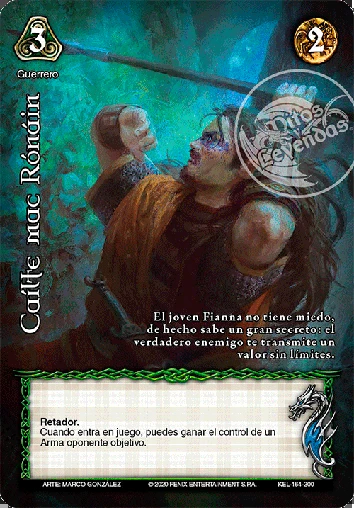 3
2
Guerrero
Mitos
Leyendas
Caílte mac Rónáin
El joven Fianna no tiene miedo,
de hecho sabe un gran secreto: el
verdadero enemigo te transmite un
valor sin límites.
Retador.
Cuando entra en juego, puedes ganar el control de un
Arma oponente objetivo.
ARTE: MARCO GONZÁLEZ
©2020 FENIX ENTERTAINMENT S.P.A.
KEL-164-200